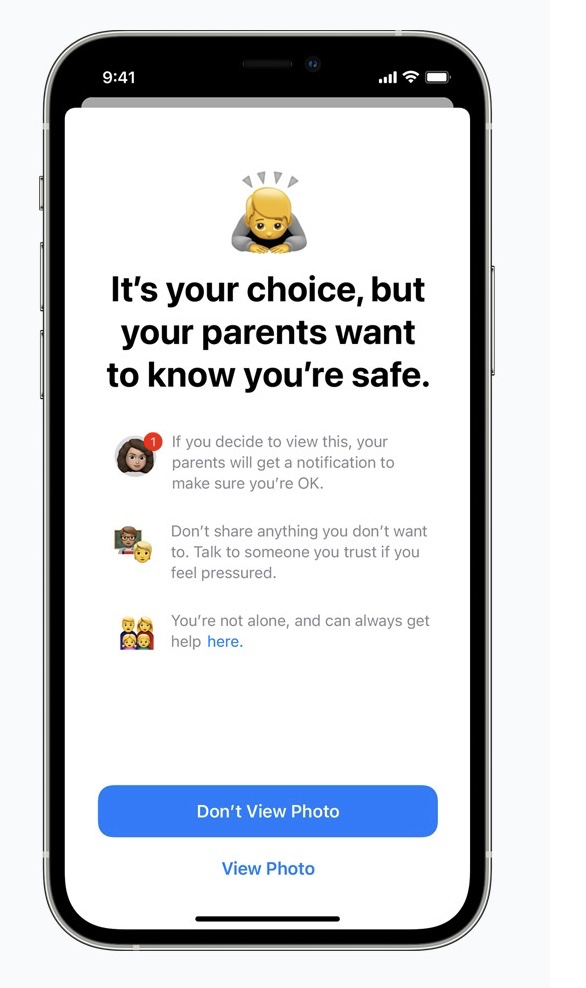 9:41
It’s your choice, but
your parents want
to know you’re safe.
1
If you decide to view this, your
parents will get a notification to
make sure you’re OK.
Don’t share anything you don’t want
to. Talk to someone you trust if you
feel pressured.
You’re not alone, and can always get
help here.
Don’t View Photo
View Photo